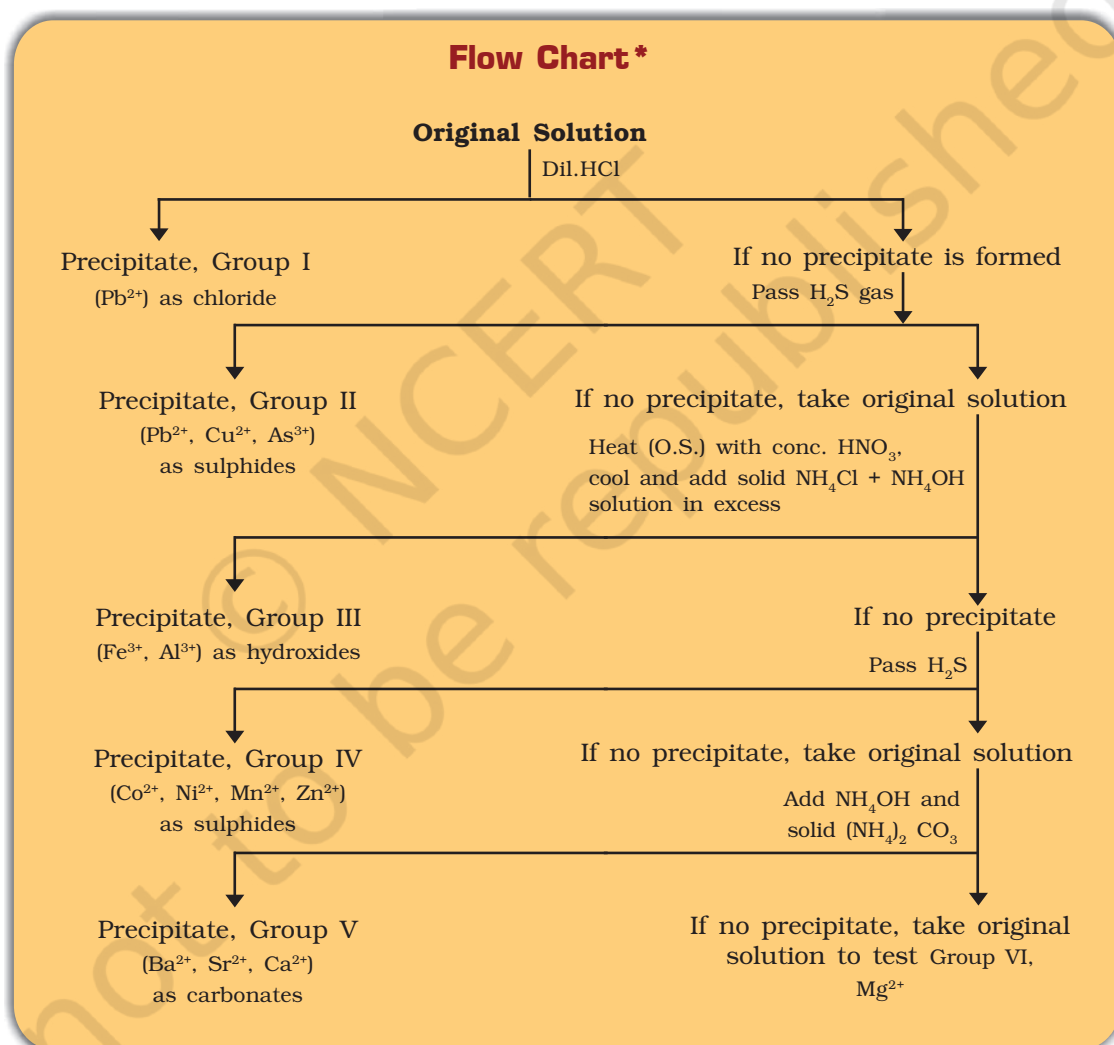 Flow Chart*
Original Solution
Dil.HCl
Precipitate, Group I
(Pb²⁺) as chloride
If no precipitate is formed
Pass H₂S gas
Precipitate, Group II
(Pb²⁺, Cu²⁺, As³⁺)
as sulphides
If no precipitate, take original solution
Heat (O.S.) with conc. HNO₃,
cool and add solid NH₄Cl + NH₄OH
solution in excess
Precipitate, Group III
(Fe³⁺, Al³⁺) as hydroxides
If no precipitate
Pass H₂S
Precipitate, Group IV
(Co²⁺, Ni²⁺, Mn²⁺, Zn²⁺)
as sulphides
If no precipitate, take original solution
Add NH₄OH and
solid (NH₄)₂ CO₃
Precipitate, Group V
(Ba²⁺, Sr²⁺, Ca²⁺)
as carbonates
If no precipitate, take original
solution to test Group VI,
Mg²⁺
© NCERT
not to be republished